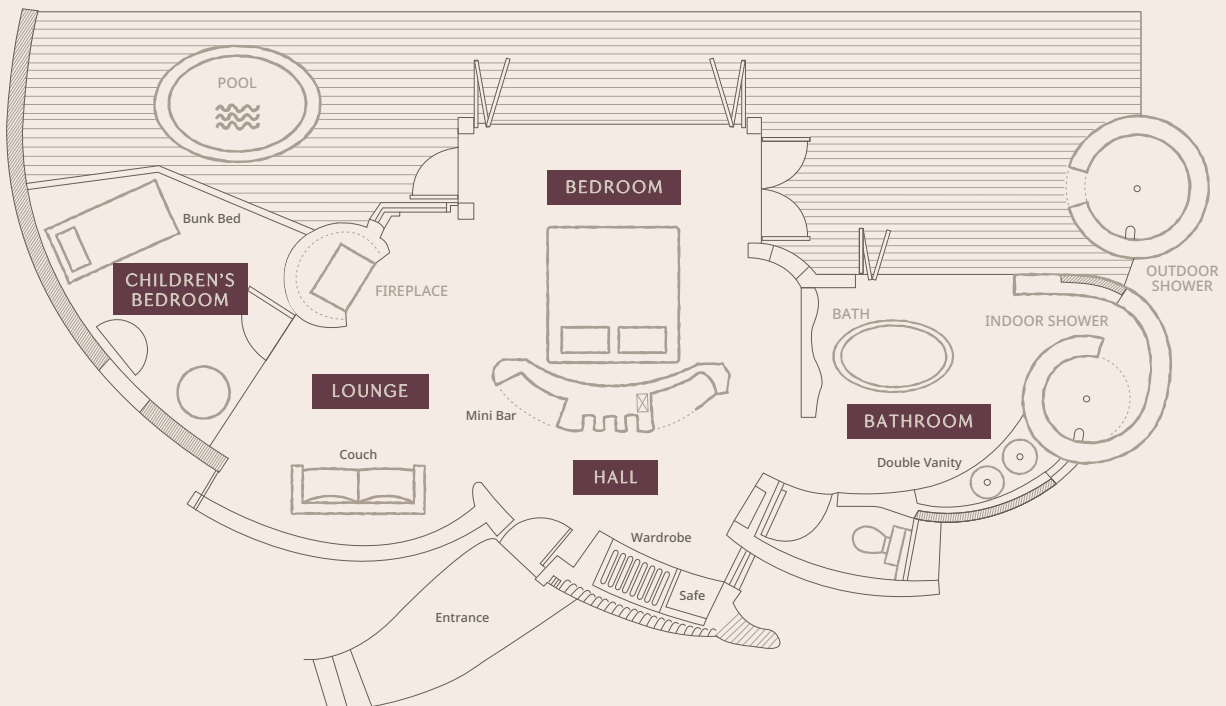 POOL
BEDROOM
Bunk Bed
CHILDREN'S
BEDROOM
FIREPLACE
OUTDOOR
SHOWER
BATH
INDOOR SHOWER
LOUNGE
Mini Bar
BATHROOM
Couch
Double Vanity
HALL
Wardrobe
Safe
Entrance